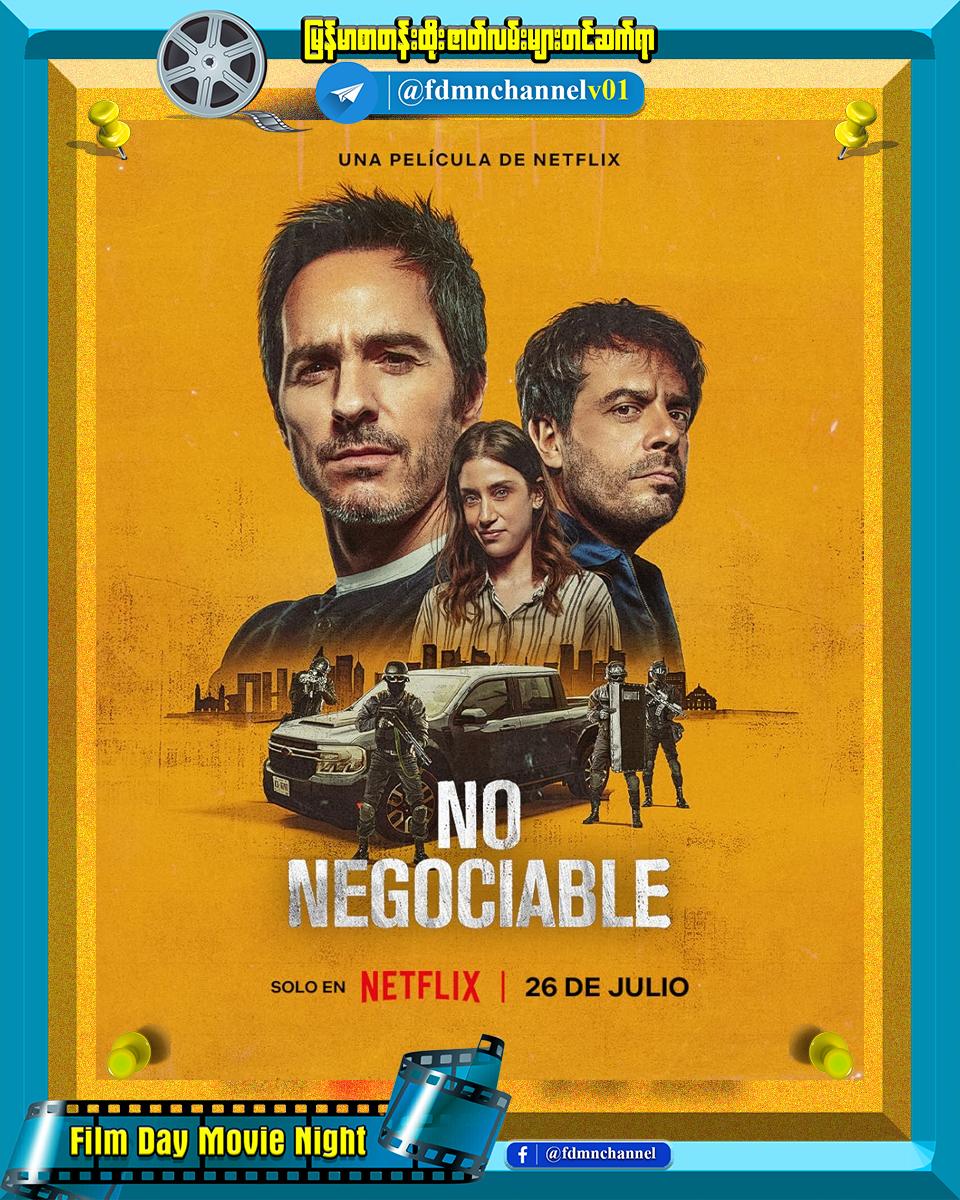 မြန်မာစာတန်းထိုးဇာတ်လမ်းများတင်ဆက်ရာ
@fdmnchannelv01
UNA PELÍCULA DE NETFLIX
NO
NEGOCIABLE
SOLO EN NETFLIX | 26 DE JULIO
Film Day Movie Night
f | @fdmnchannel